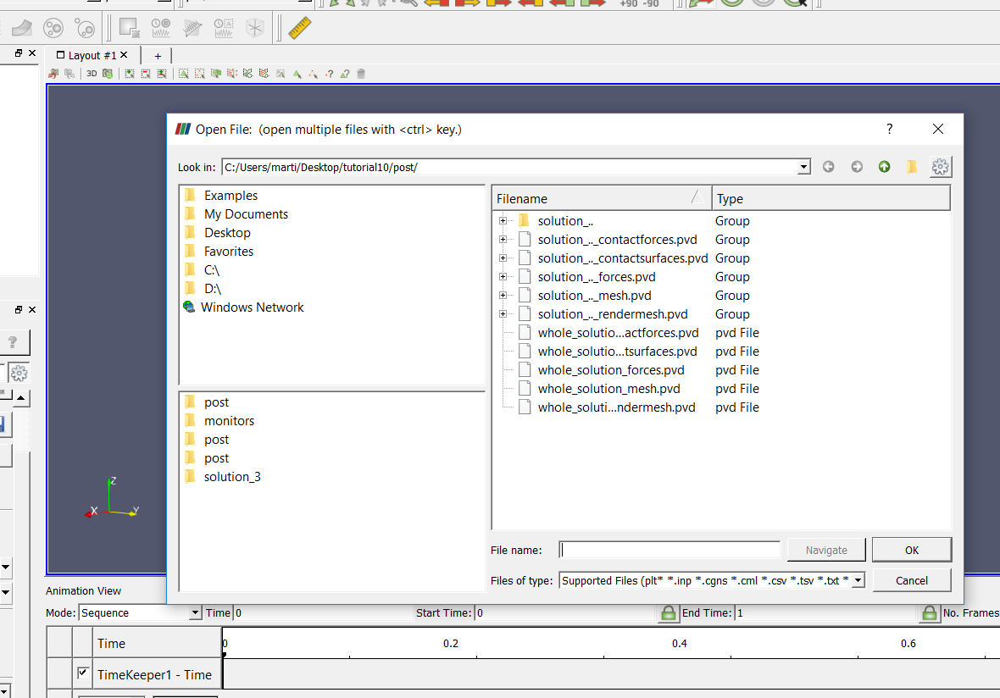 +90 -90
Layout #1
+
3D
Open File: (open multiple files with <ctrl> key.)
?
Look in: C:/Users/marti/Desktop/tutorial10/post/
Examples
My Documents
Desktop
Favorites
C:\
D:\
Windows Network
post
monitors
post
post
solution_3
Filename Type
solution_.. Group
solution_.._contactforces.pvd Group
solution_.._contactsurfaces.pvd Group
solution_.._forces.pvd Group
solution_.._mesh.pvd Group
solution_.._rendermesh.pvd Group
whole_solutio...actforces.pvd pvd File
whole_solutio...tsurfaces.pvd pvd File
whole_solution_forces.pvd pvd File
whole_solution_mesh.pvd pvd File
whole_soluti...ndermesh.pvd pvd File
File name: Navigate OK
Files of type: Supported Files (plt* *.inp *.cgns *.cml *.csv *.tsv *.txt * Cancel
?
Z
X Y
Animation View
Mode: Sequence Time 0 Start Time: 0 End Time: 1 No. Frames
Time 0 0.2 0.4 0.6
TimeKeeper1 - Time